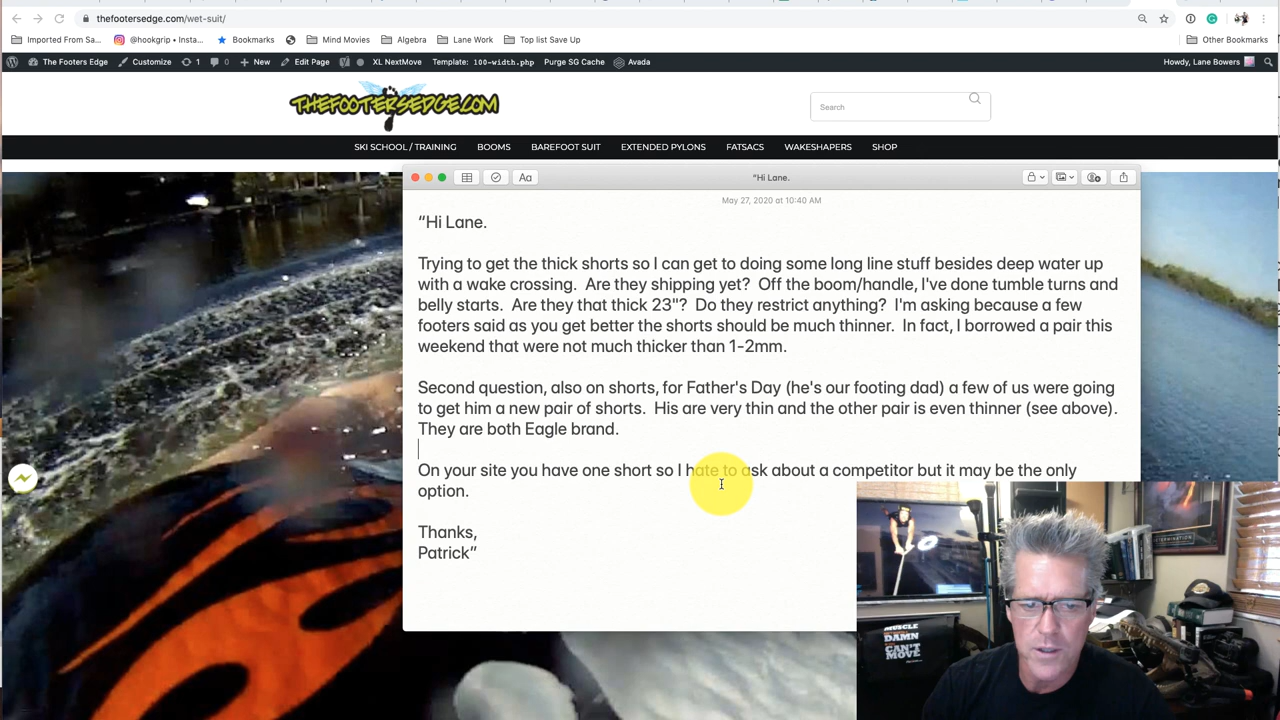 thefootersedge.com/wet-suit/
Imported From Sa... @hookgrip • Insta... Bookmarks Mind Movies Algebra Lane Work Top list Save Up Other Bookmarks
The Footers Edge Customize 1 0 New Edit Page XL NextMove Template: 100-width.php Purge SG Cache Avada Howdy, Lane Bowers
THEFOOTERSEDGE.COM
Search
SKI SCHOOL / TRAINING BOOMS BAREFOOT SUIT EXTENDED PYLONS FATSACS WAKESHAPERS SHOP
Aa "Hi Lane.
May 27, 2020 at 10:40 AM
"Hi Lane.
Trying to get the thick shorts so I can get to doing some long line stuff besides deep water up
with a wake crossing. Are they shipping yet? Off the boom/handle, I've done tumble turns and
belly starts. Are they that thick 23"? Do they restrict anything? I'm asking because a few
footers said as you get better the shorts should be much thinner. In fact, I borrowed a pair this
weekend that were not much thicker than 1-2mm.
Second question, also on shorts, for Father's Day (he's our footing dad) a few of us were going
to get him a new pair of shorts. His are very thin and the other pair is even thinner (see above).
They are both Eagle brand.
On your site you have one short so I hate to ask about a competitor but it may be the only
option.
Thanks,
Patrick"
DETERMINATION
MUSCLE
DAMN
CAN'T
MOVE